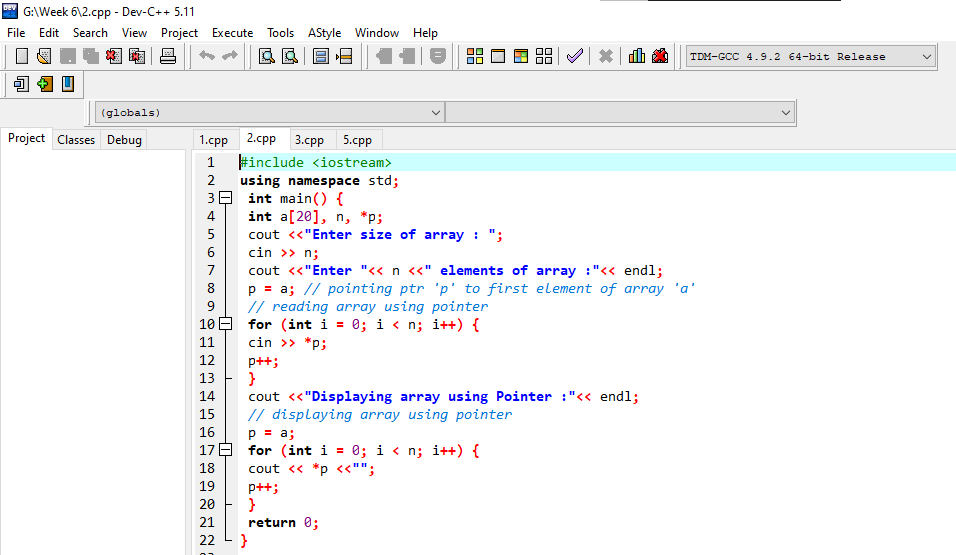 G:\Week 6\2.cpp - Dev-C++ 5.11
File Edit Search View Project Execute Tools AStyle Window Help
TDM-GCC 4.9.2 64-bit Release
(globals)
Project Classes Debug 1.cpp 2.cpp 3.cpp 5.cpp
1 #include <iostream>
2 using namespace std;
3 int main() {
4 int a[20], n, *p;
5 cout <<"Enter size of array : ";
6 cin >> n;
7 cout <<"Enter "<< n <<" elements of array :"<< endl;
8 p = a; // pointing ptr 'p' to first element of array 'a'
9 // reading array using pointer
10 for (int i = 0; i < n; i++) {
11 cin >> *p;
12 p++;
13 }
14 cout <<"Displaying array using Pointer :"<< endl;
15 // displaying array using pointer
16 p = a;
17 for (int i = 0; i < n; i++) {
18 cout << *p <<"";
19 p++;
20 }
21 return 0;
22 }